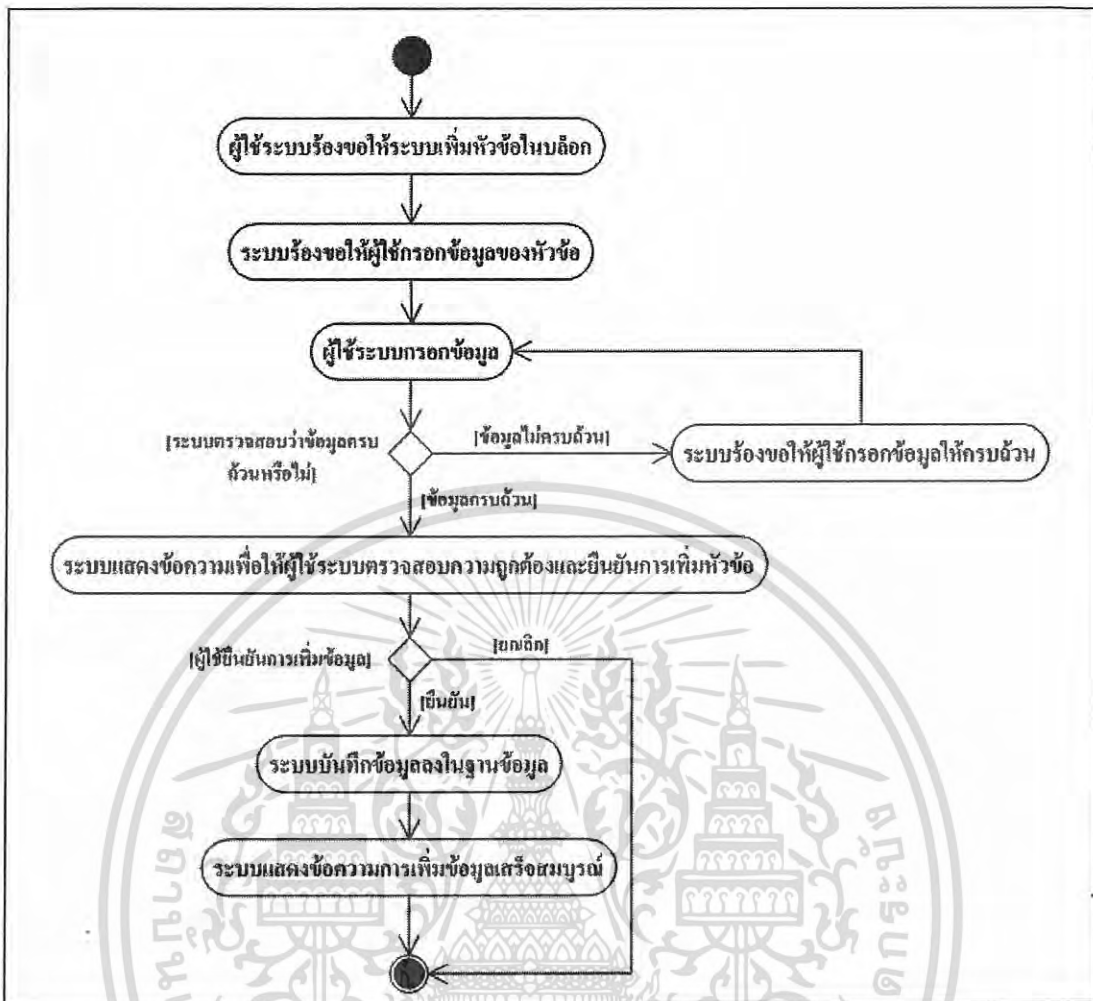 ผู้ใช้ระบบร้องขอให้ระบบเพิ่มหัวข้อในบล็อก
ระบบร้องขอให้ผู้ใช้กรอกข้อมูลของหัวข้อ
ผู้ใช้ระบบกรอกข้อมูล
[ระบบตรวจสอบว่าข้อมูลครบ
ถ้วนหรือไม่]
[ข้อมูลไม่ครบถ้วน]
ระบบร้องขอให้ผู้ใช้กรอกข้อมูลให้ครบถ้วน
[ข้อมูลครบถ้วน]
ระบบแสดงข้อความเพื่อให้ผู้ใช้ระบบตรวจสอบความถูกต้องและยืนยันการเพิ่มหัวข้อ
[ผู้ใช้ยืนยันการเพิ่มข้อมูล]
[ยกเลิก]
[ยืนยัน]
ระบบบันทึกข้อมูลลงในฐานข้อมูล
ระบบแสดงข้อความการเพิ่มข้อมูลเสร็จสมบูรณ์